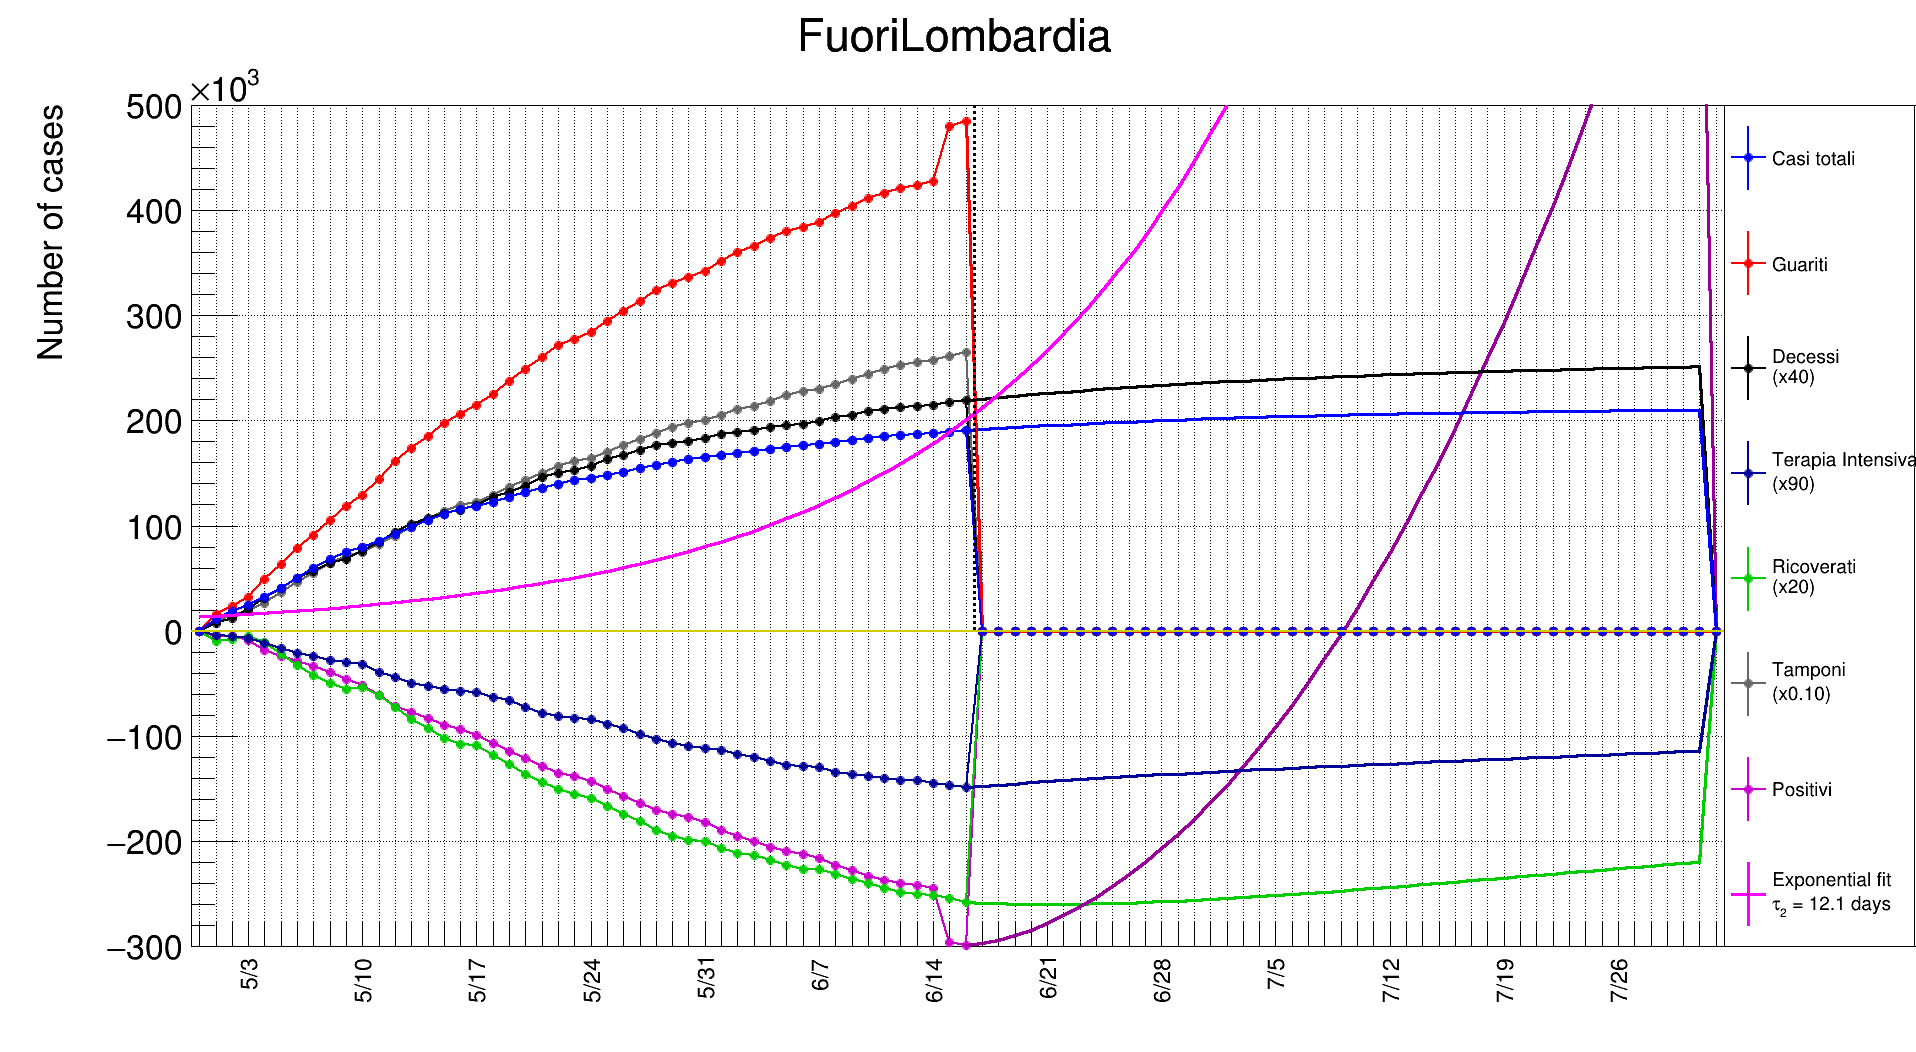 FuoriLombardia
×10³
Number of cases
500
400
300
200
100
0
−100
−200
−300
5/3
5/10
5/17
5/24
5/31
6/7
6/14
6/21
6/28
7/5
7/12
7/19
7/26
Casi totali
Guariti
Decessi
(x40)
Terapia Intensiva
(x90)
Ricoverati
(x20)
Tamponi
(x0.10)
Positivi
Exponential fit
τ₂ = 12.1 days